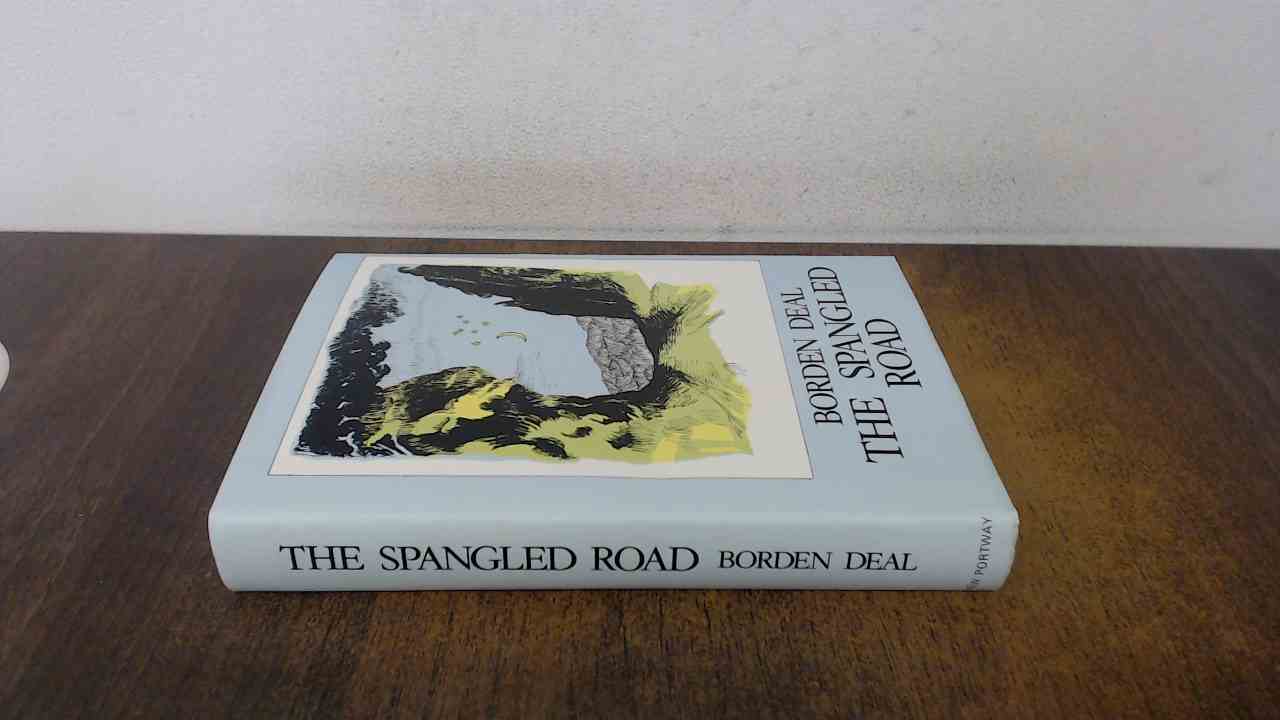 BORDEN DEAL
THE SPANGLED
ROAD
THE SPANGLED ROAD BORDEN DEAL
PORTWAY